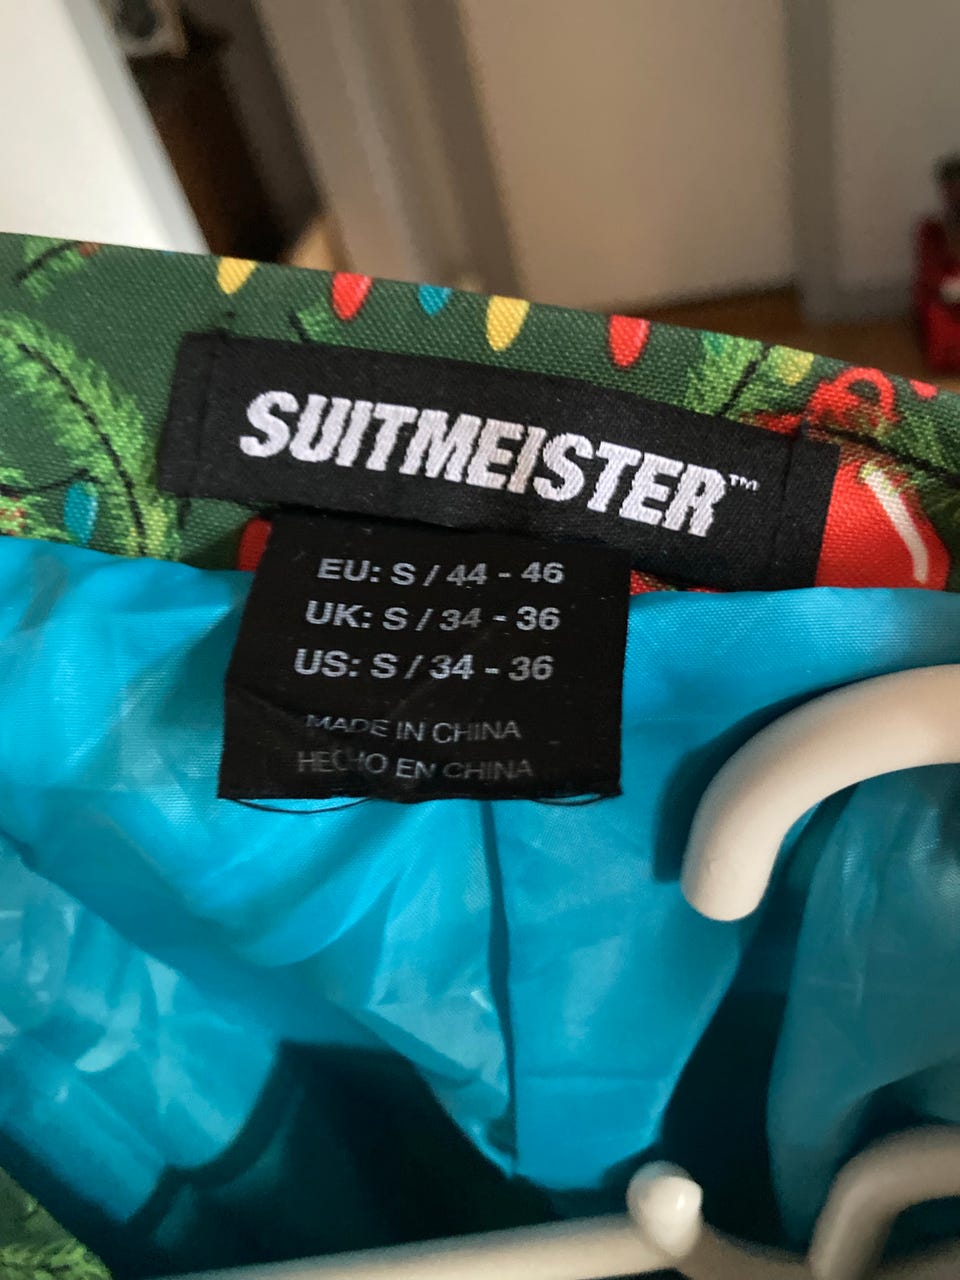 SUITMEISTER™
EU: S / 44 - 46
UK: S / 34 - 36
US: S / 34 - 36
MADE IN CHINA
HECHO EN CHINA